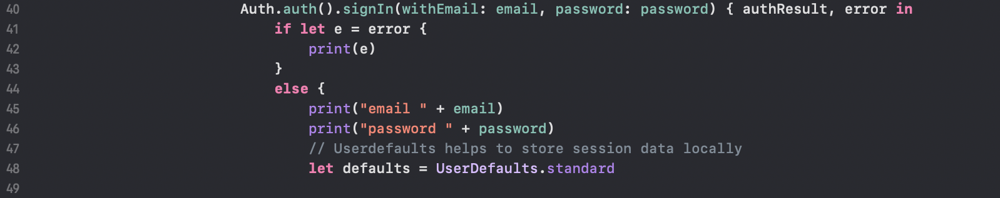 40 Auth.auth().signIn(withEmail: email, password: password) { authResult, error in
41 if let e = error {
42 print(e)
43 }
44 else {
45 print("email " + email)
46 print("password " + password)
47 // Userdefaults helps to store session data locally
48 let defaults = UserDefaults.standard
49